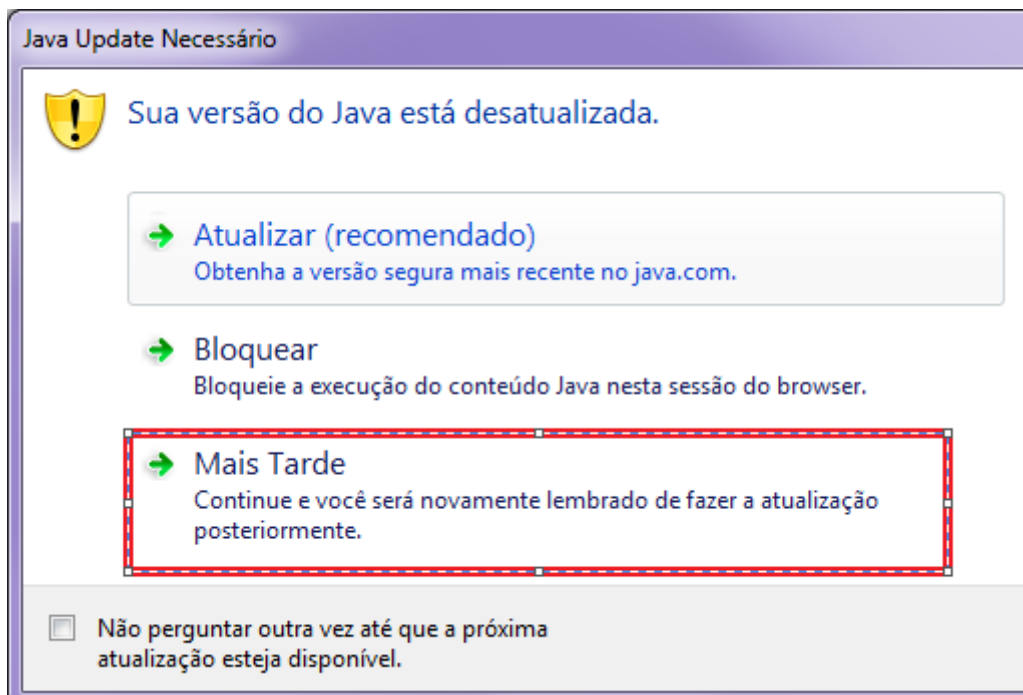 Java Update Necessário
Sua versão do Java está desatualizada.
Atualizar (recomendado)
Obtenha a versão segura mais recente no java.com.
Bloquear
Bloqueie a execução do conteúdo Java nesta sessão do browser.
Mais Tarde
Continue e você será novamente lembrado de fazer a atualização
posteriormente.
Não perguntar outra vez até que a próxima
atualização esteja disponível.